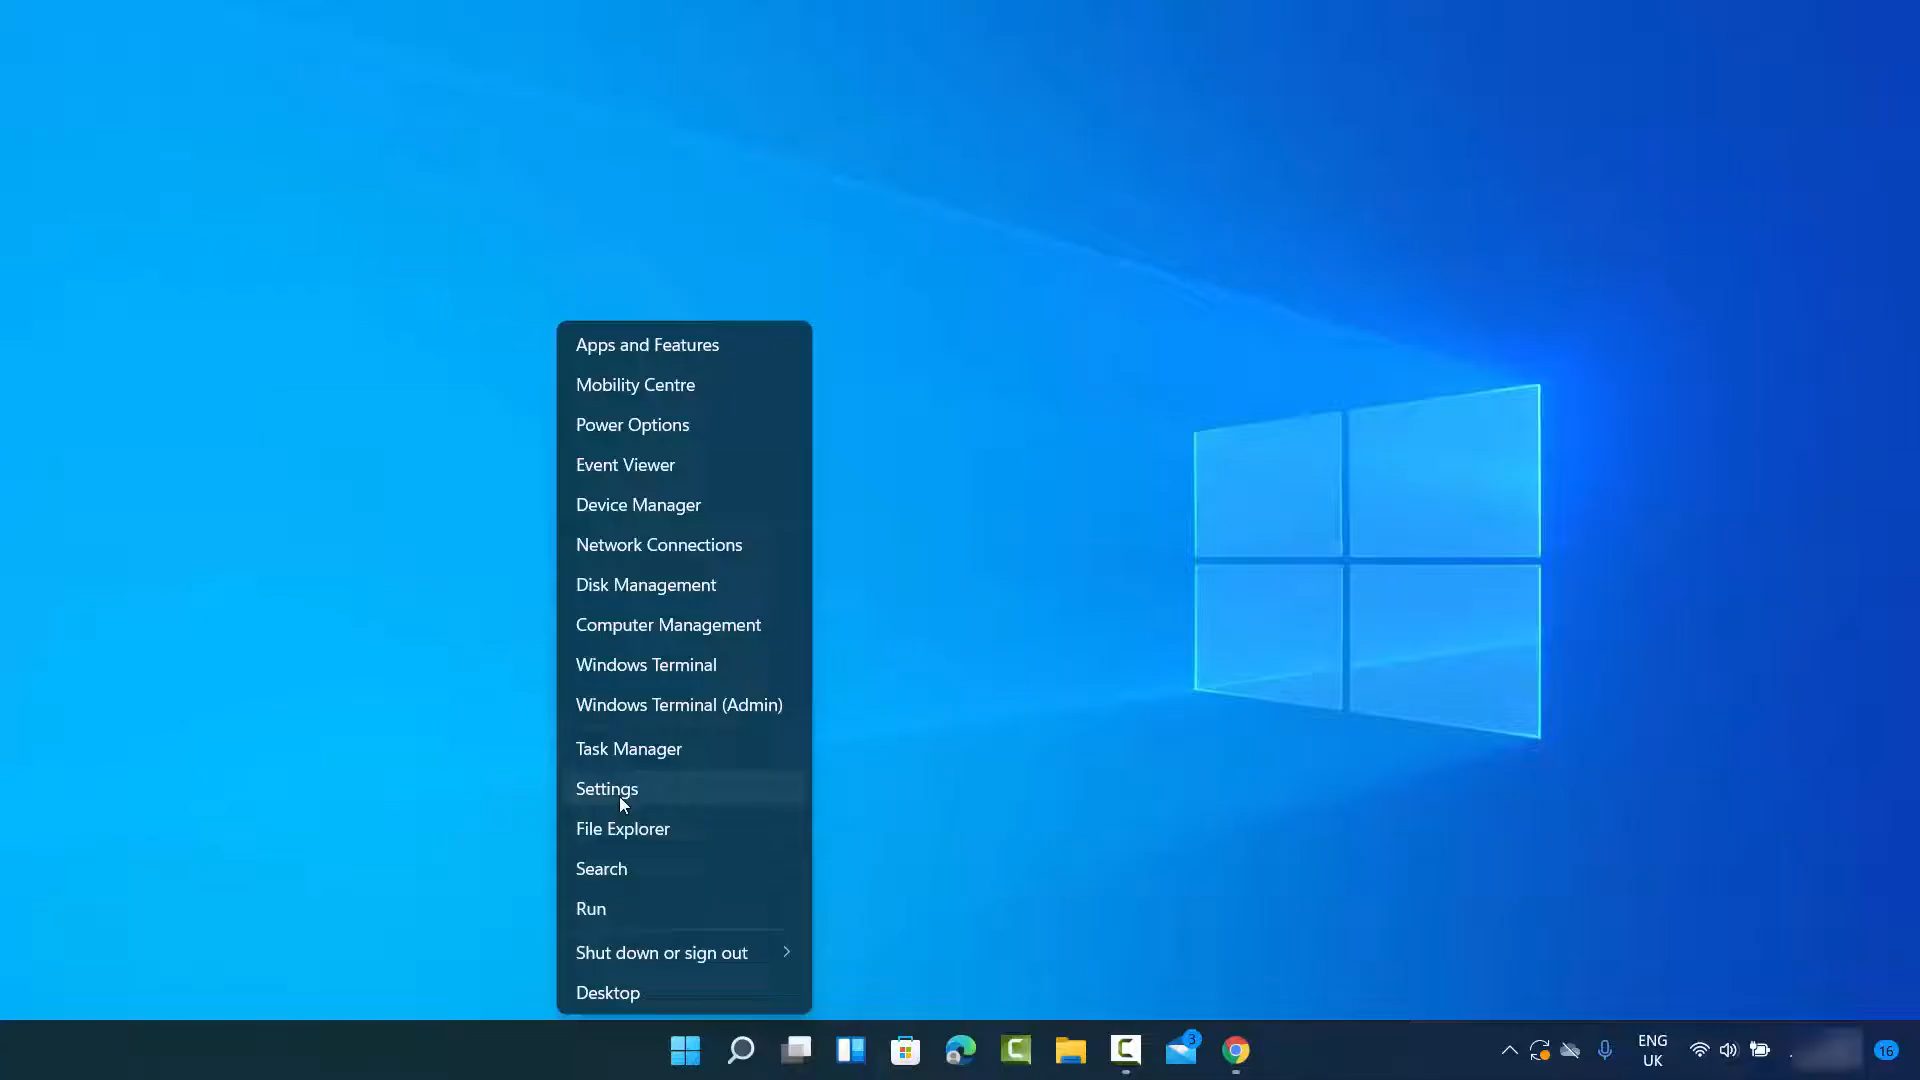 Apps and Features
Mobility Centre
Power Options
Event Viewer
Device Manager
Network Connections
Disk Management
Computer Management
Windows Terminal
Windows Terminal (Admin)
Task Manager
Settings
File Explorer
Search
Run
Shut down or sign out
Desktop
3
ENG
UK
16